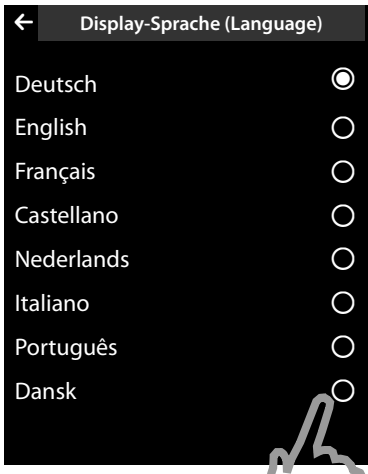 Display-Sprache (Language)
Deutsch
English
Français
Castellano
Nederlands
Italiano
Português
Dansk